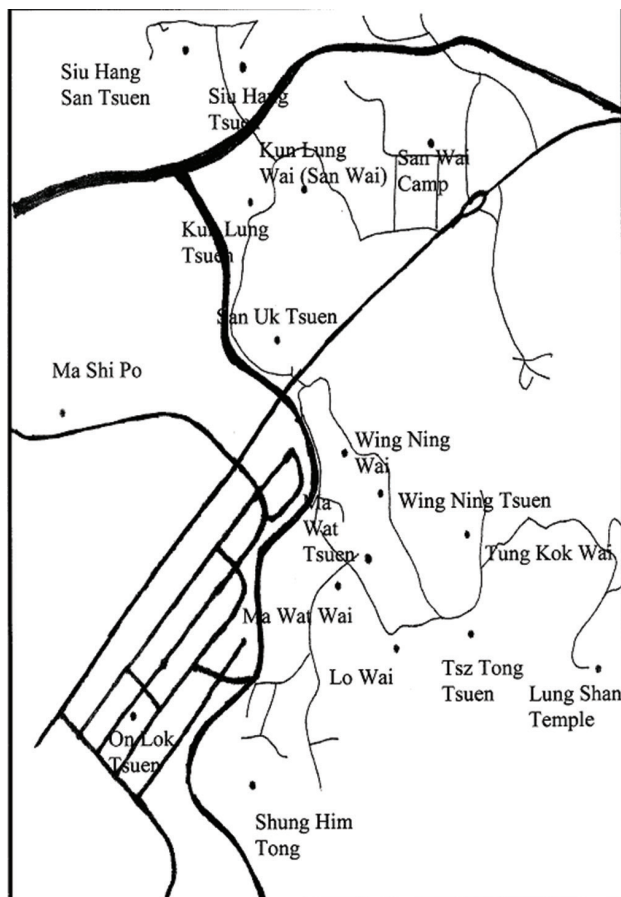 Siu Hang
San Tsuen
Siu Hang
Tsuen
Kun Lung
Wai (San Wai)
San Wai
Camp
Kun Lung
Tsuen
San Uk Tsuen
Ma Shi Po
Wing Ning
Wai
Wing Ning Tsuen
Ma
Wat
Tsuen
Tung Kok Wai
Ma Wat Wai
Lo Wai
Tsz Tong
Tsuen
Lung Shan
Temple
On Lok
Tsuen
Shung Him
Tong